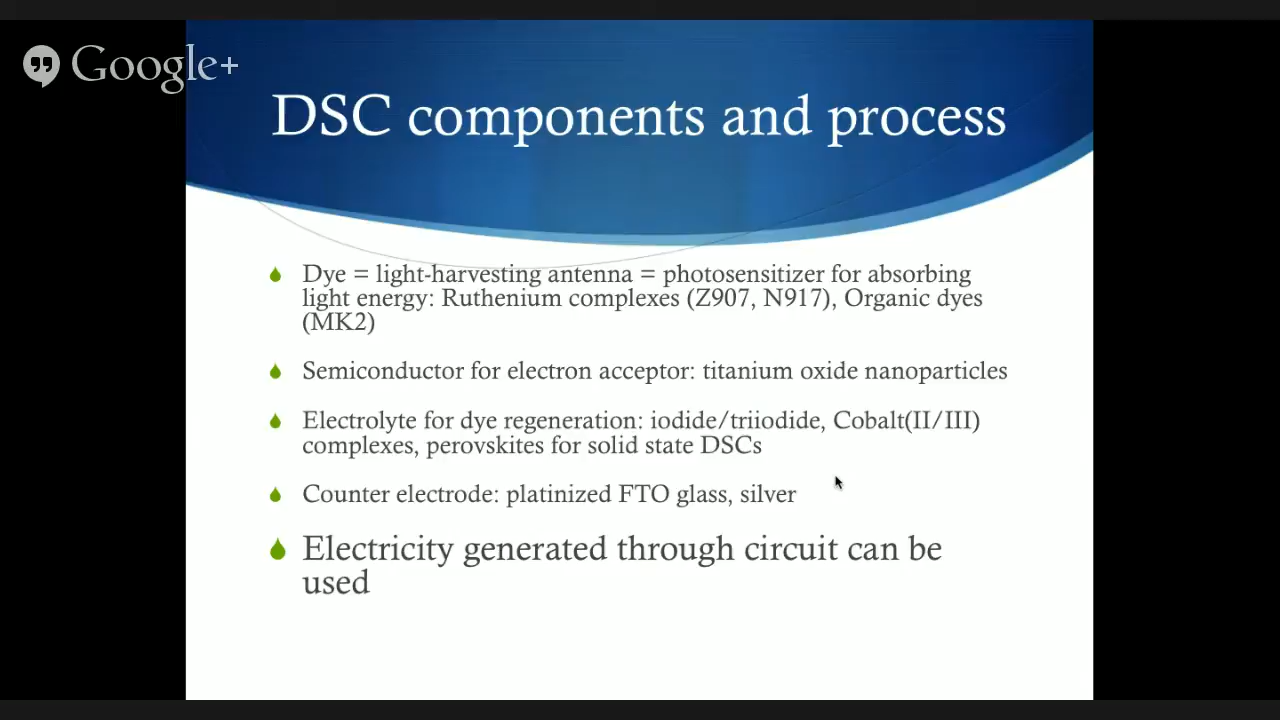 Google+
DSC components and process
Dye = light-harvesting antenna = photosensitizer for absorbing
light energy: Ruthenium complexes (Z907, N917), Organic dyes
(MK2)
Semiconductor for electron acceptor: titanium oxide nanoparticles
Electrolyte for dye regeneration: iodide/triiodide, Cobalt(II/III)
complexes, perovskites for solid state DSCs
Counter electrode: platinized FTO glass, silver
Electricity generated through circuit can be
used